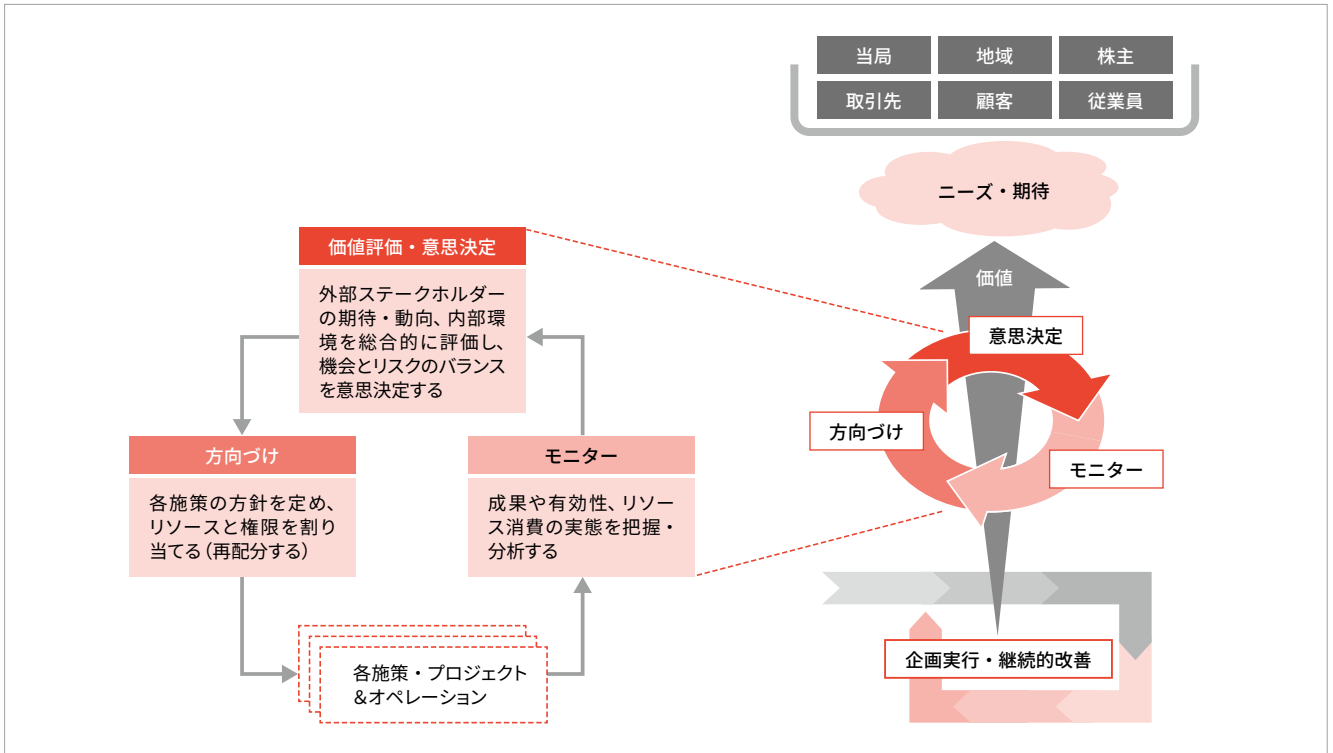 当局
地域
株主
取引先
顧客
従業員
ニーズ・期待
価値
意思決定
方向づけ
モニター
企画実行・継続的改善
価値評価・意思決定
外部ステークホルダー
の期待・動向、内部環
境を総合的に評価し、
機会とリスクのバランス
を意思決定する
方向づけ
各施策の方針を定め、
リソースと権限を割り
当てる(再配分する)
モニター
成果や有効性、リソー
ス消費の実態を把握・
分析する
各施策・プロジェクト
&オペレーション